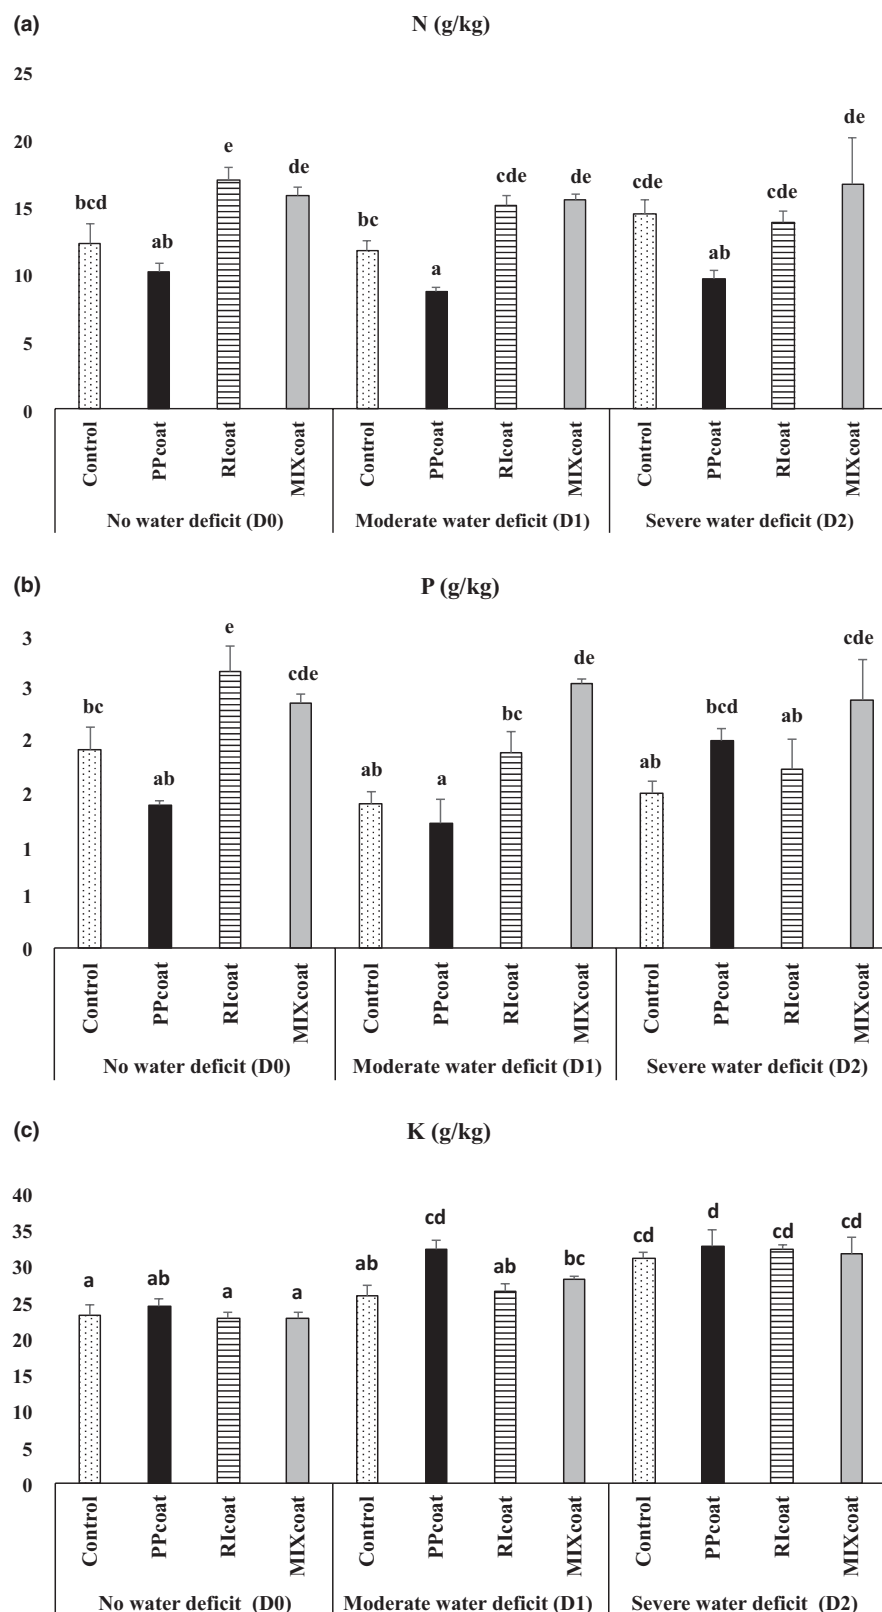 (a)
N (g/kg)
25
20
15
10
5
0
bcd
ab
e
de
bc
a
cde
de
cde
ab
cde
de
Control
PPcoat
RIcoat
MIXcoat
Control
PPcoat
RIcoat
MIXcoat
Control
PPcoat
RIcoat
MIXcoat
No water deficit (D0)
Moderate water deficit (D1)
Severe water deficit (D2)
(b)
P (g/kg)
3
3
2
2
1
1
0
bc
ab
e
cde
ab
a
bc
de
ab
bcd
ab
cde
Control
PPcoat
RIcoat
MIXcoat
Control
PPcoat
RIcoat
MIXcoat
Control
PPcoat
RIcoat
MIXcoat
No water deficit (D0)
Moderate water deficit (D1)
Severe water deficit (D2)
(c)
K (g/kg)
40
35
30
25
20
15
10
5
0
a
ab
a
a
ab
cd
ab
bc
cd
d
cd
cd
Control
PPcoat
RIcoat
MIXcoat
Control
PPcoat
RIcoat
MIXcoat
Control
PPcoat
RIcoat
MIXcoat
No water deficit (D0)
Moderate water deficit (D1)
Severe water deficit (D2)